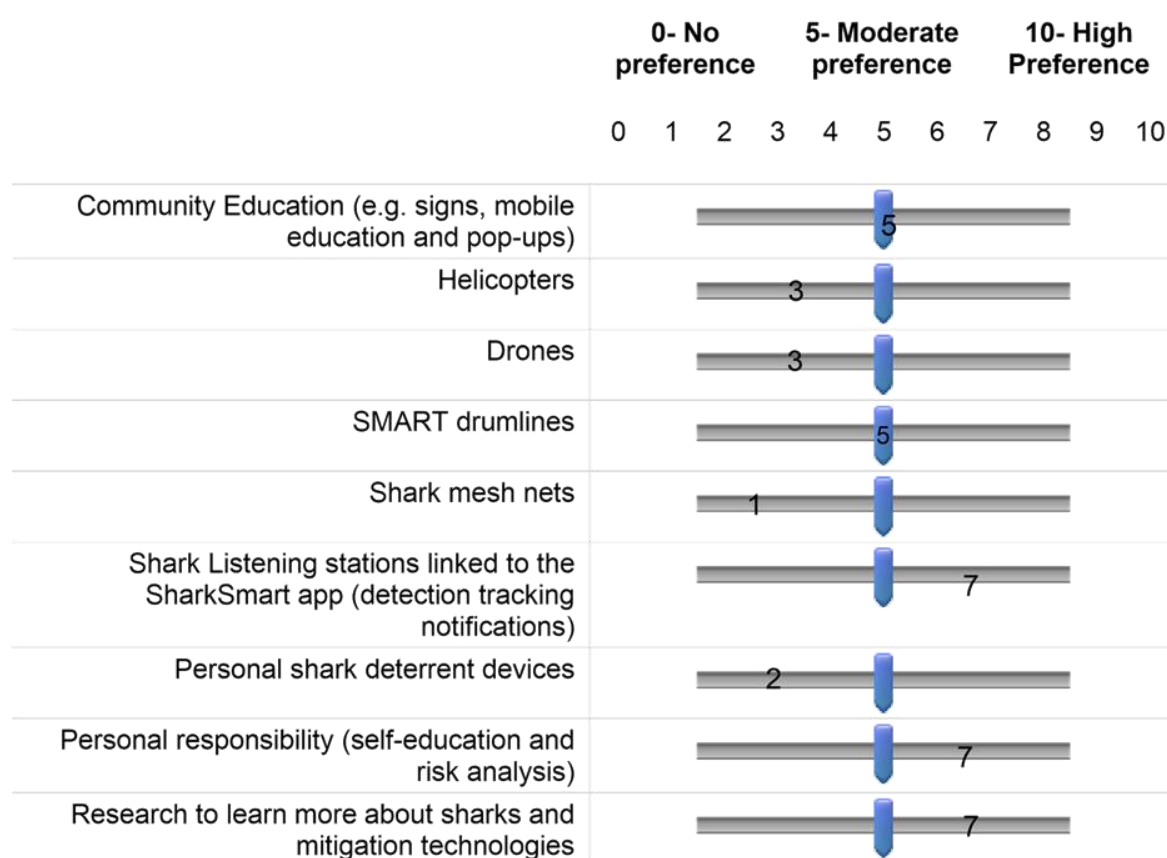 0- No preference
5- Moderate preference
10- High Preference
0 1 2 3 4 5 6 7 8 9 10
Community Education (e.g. signs, mobile
education and pop-ups)
5
Helicopters
3
Drones
3
SMART drumlines
5
Shark mesh nets
1
Shark Listening stations linked to the
SharkSmart app (detection tracking
notifications)
7
Personal shark deterrent devices
2
Personal responsibility (self-education and
risk analysis)
7
Research to learn more about sharks and
mitigation technologies
7